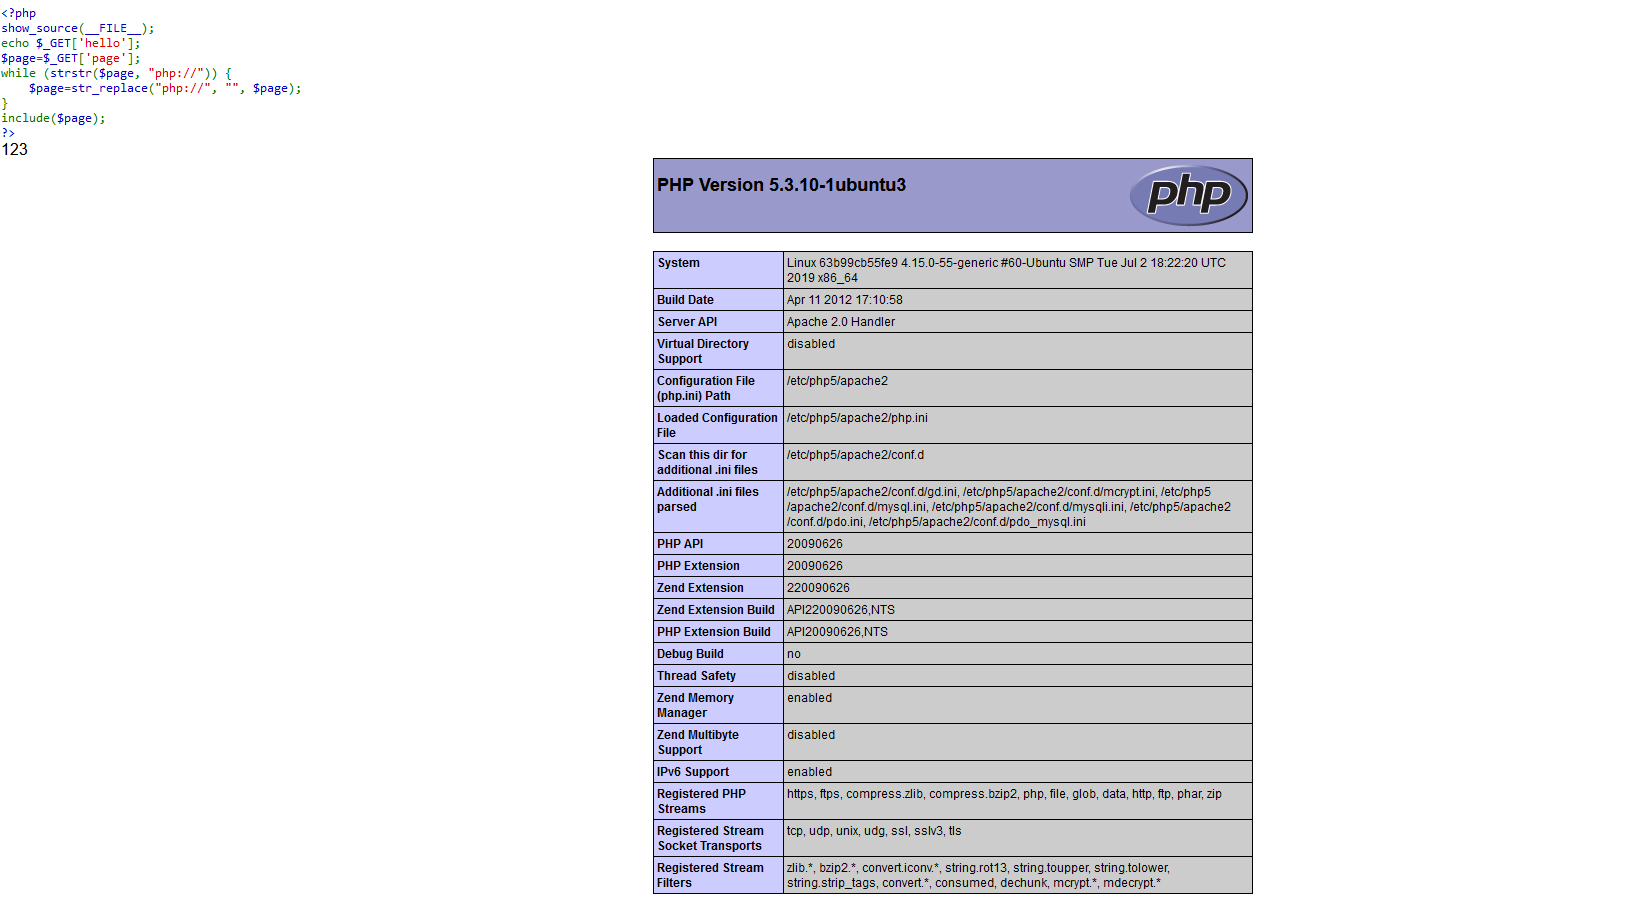 <?php
show_source(__FILE__);
echo $_GET['hello'];
$page=$_GET['page'];
while (strstr($page, "php://")) {
    $page=str_replace("php://", "", $page);
}
include($page);
?>
123
PHP Version 5.3.10-1ubuntu3
php
System
Linux 63b99cb55fe9 4.15.0-55-generic #60-Ubuntu SMP Tue Jul 2 18:22:20 UTC
2019 x86_64
Build Date
Apr 11 2012 17:10:58
Server API
Apache 2.0 Handler
Virtual Directory
Support
disabled
Configuration File
(php.ini) Path
/etc/php5/apache2
Loaded Configuration
File
/etc/php5/apache2/php.ini
Scan this dir for
additional .ini files
/etc/php5/apache2/conf.d
Additional .ini files
parsed
/etc/php5/apache2/conf.d/gd.ini, /etc/php5/apache2/conf.d/mcrypt.ini, /etc/php5
/apache2/conf.d/mysql.ini, /etc/php5/apache2/conf.d/mysqli.ini, /etc/php5/apache2
/conf.d/pdo.ini, /etc/php5/apache2/conf.d/pdo_mysql.ini
PHP API
20090626
PHP Extension
20090626
Zend Extension
220090626
Zend Extension Build
API220090626,NTS
PHP Extension Build
API20090626,NTS
Debug Build
no
Thread Safety
disabled
Zend Memory
Manager
enabled
Zend Multibyte
Support
disabled
IPv6 Support
enabled
Registered PHP
Streams
https, ftps, compress.zlib, compress.bzip2, php, file, glob, data, http, ftp, phar, zip
Registered Stream
Socket Transports
tcp, udp, unix, udg, ssl, sslv3, tls
Registered Stream
Filters
zlib.*, bzip2.*, convert.iconv.*, string.rot13, string.toupper, string.tolower,
string.strip_tags, convert.*, consumed, dechunk, mcrypt.*, mdecrypt.*